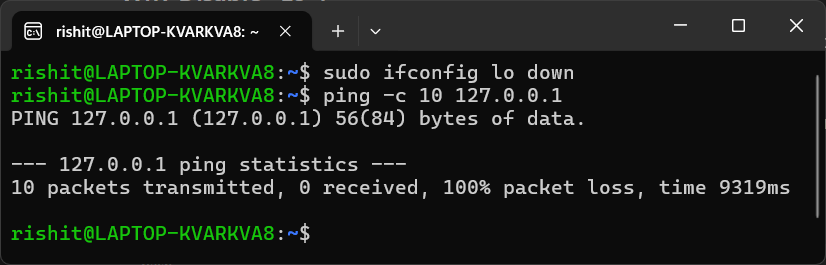 rishit@LAPTOP-KVARKVA8: ~
rishit@LAPTOP-KVARKVA8:~$ sudo ifconfig lo down
rishit@LAPTOP-KVARKVA8:~$ ping -c 10 127.0.0.1
PING 127.0.0.1 (127.0.0.1) 56(84) bytes of data.
--- 127.0.0.1 ping statistics ---
10 packets transmitted, 0 received, 100% packet loss, time 9319ms
rishit@LAPTOP-KVARKVA8:~$